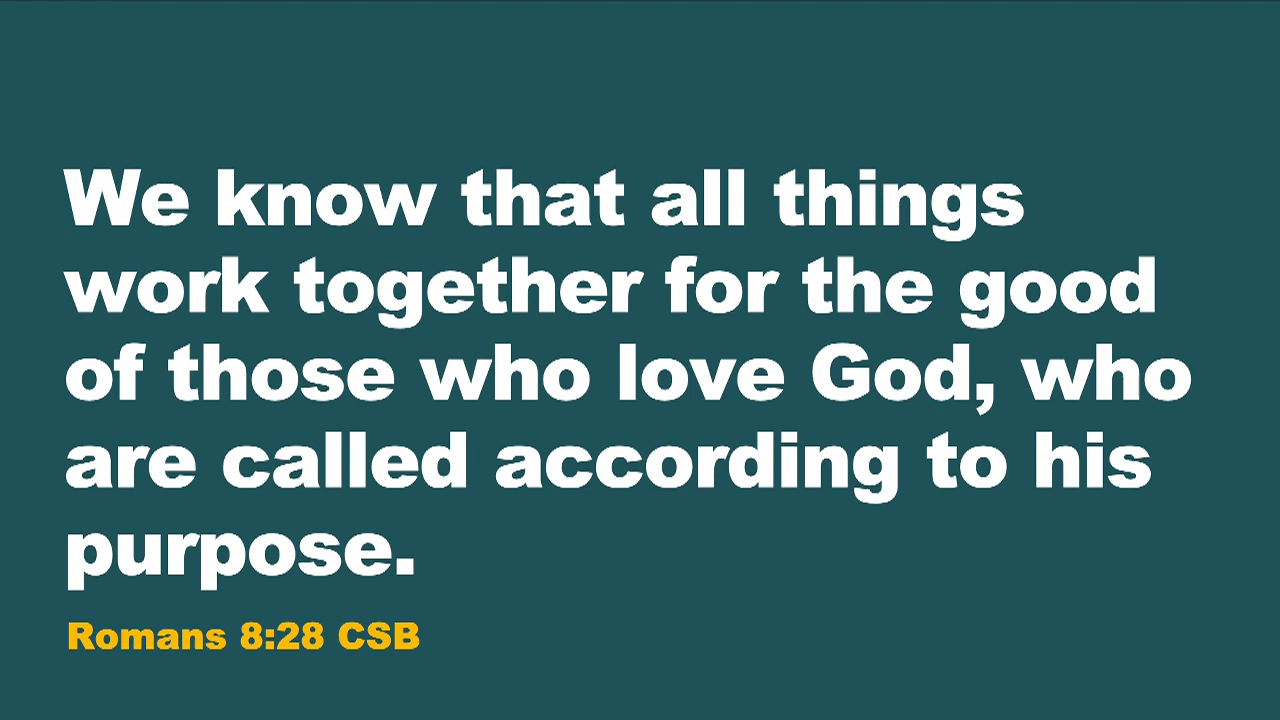 We know that all things
work together for the good
of those who love God, who
are called according to his
purpose.
Romans 8:28 CSB